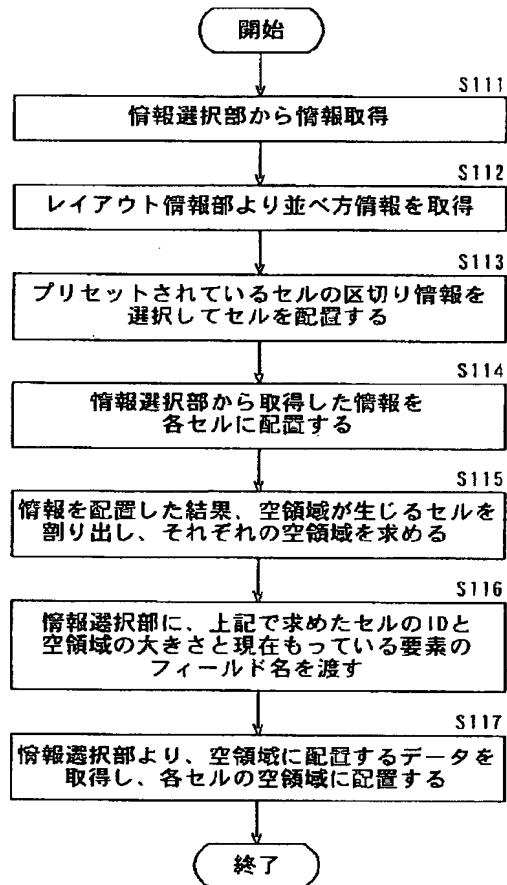 開始
S111
情報選択部から情報取得
S112
レイアウト情報部より並べ方情報を取得
S113
プリセットされているセルの区切り情報を
選択してセルを配置する
S114
情報選択部から取得した情報を
各セルに配置する
S115
情報を配置した結果、空領域が生じるセルを
割り出し、それぞれの空領域を求める
S116
情報選択部に、上記で求めたセルのIDと
空領域の大きさと現在もっている要素の
フィールド名を渡す
S117
情報選択部より、空領域に配置するデータを
取得し、各セルの空領域に配置する
終了